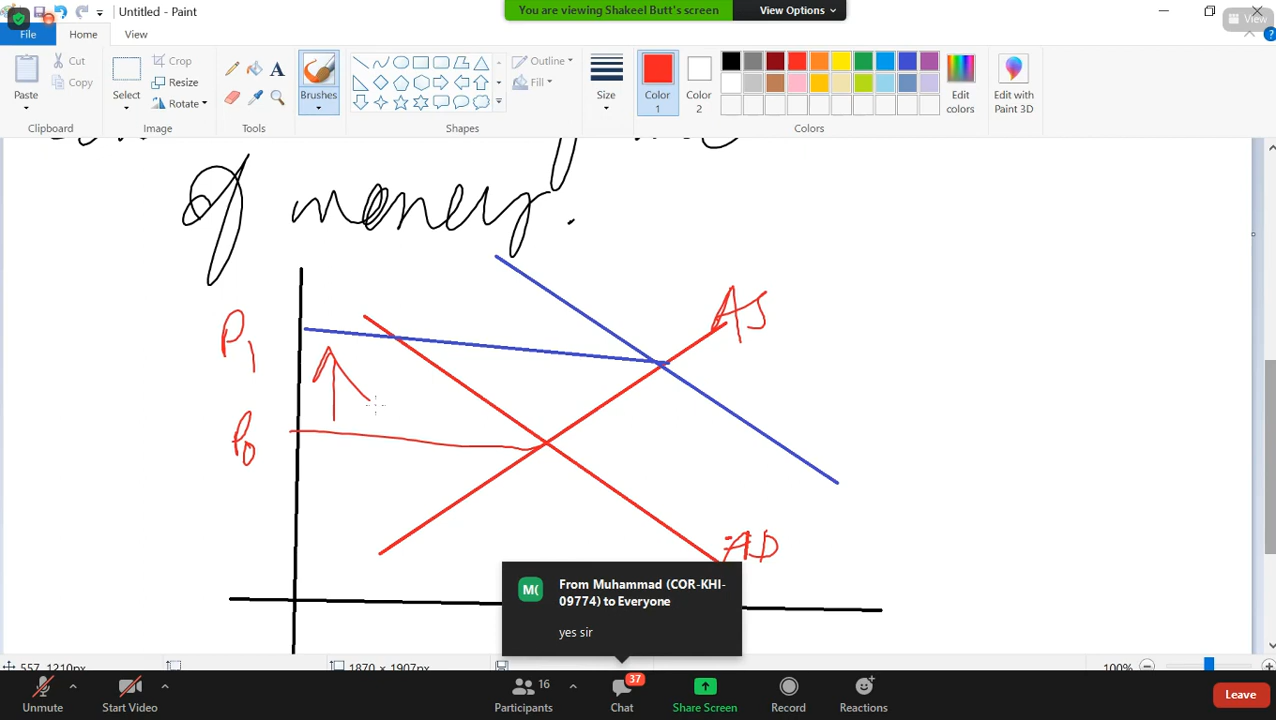 Untitled - Paint
You are viewing Shakeel Butt's screen
View Options
View
File
Home
View
Paste
Cut
Copy
Select
Crop
Resize
Rotate
A
Brushes
Outline
Fill
Size
Color 1
Color 2
Edit colors
Edit with Paint 3D
Clipboard
Image
Tools
Shapes
Colors
of money.
AS
P1
P0
AD
From Muhammad (COR-KHI-
09774) to Everyone
yes sir
557, 1210px
1870 × 1907px
100%
Unmute
Start Video
16
Participants
37
Chat
Share Screen
Record
Reactions
Leave